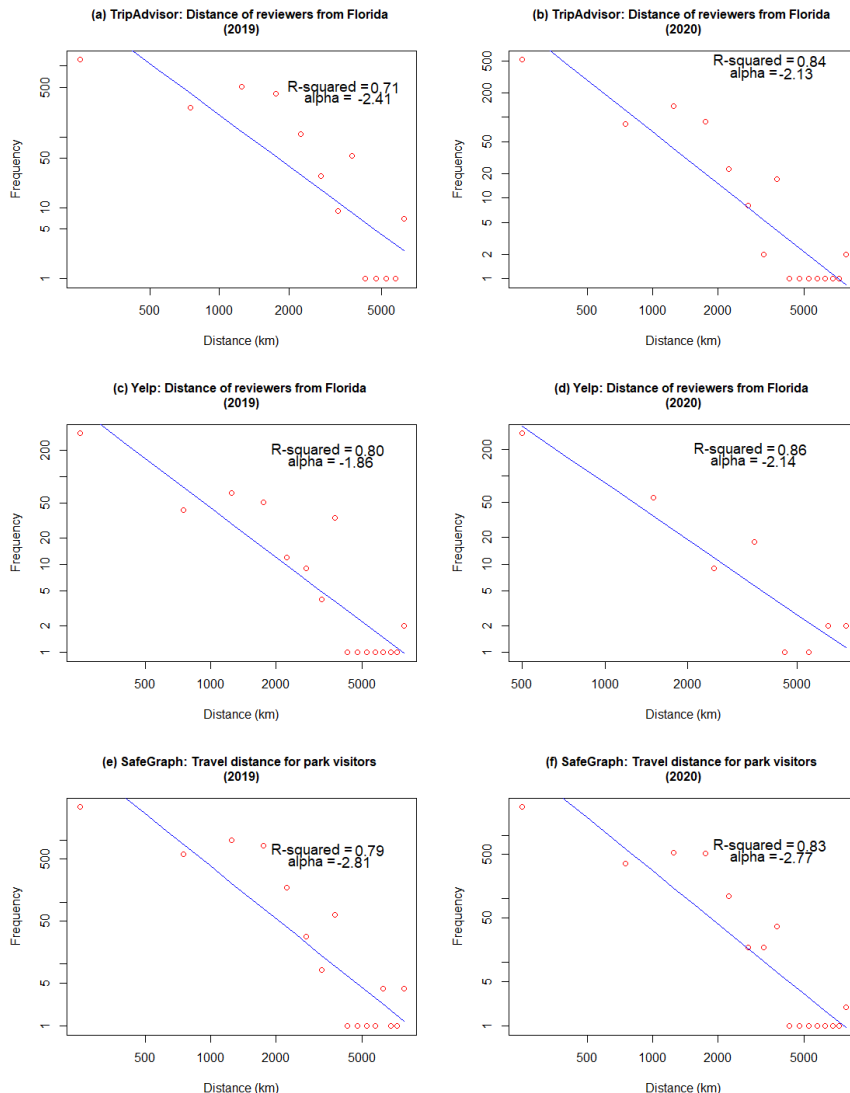 (a) TripAdvisor: Distance of reviewers from Florida
(2019)
R-squared = 0.71
alpha = -2.41
Frequency
500
50
10
5
1
500
1000
2000
5000
Distance (km)
(b) TripAdvisor: Distance of reviewers from Florida
(2020)
R-squared = 0.84
alpha = -2.13
Frequency
500
200
100
50
20
10
5
2
1
500
1000
2000
5000
Distance (km)
(c) Yelp: Distance of reviewers from Florida
(2019)
R-squared = 0.80
alpha = -1.86
Frequency
200
50
20
10
5
2
1
500
1000
2000
5000
Distance (km)
(d) Yelp: Distance of reviewers from Florida
(2020)
R-squared = 0.86
alpha = -2.14
Frequency
200
50
20
10
5
2
1
500
1000
2000
5000
Distance (km)
(e) SafeGraph: Travel distance for park visitors
(2019)
R-squared = 0.79
alpha = -2.81
Frequency
500
50
5
1
500
1000
2000
5000
Distance (km)
(f) SafeGraph: Travel distance for park visitors
(2020)
R-squared = 0.83
alpha = -2.77
Frequency
500
50
5
1
500
1000
2000
5000
Distance (km)